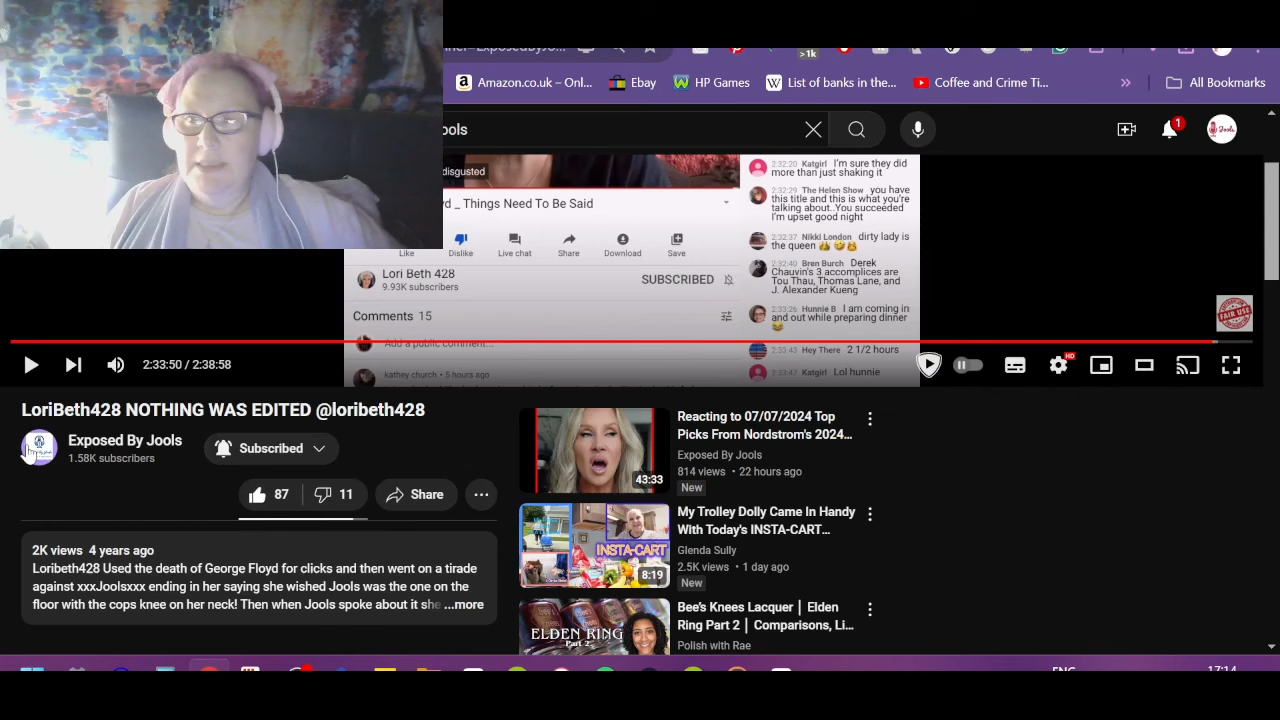 >1k
Amazon.co.uk – Onl...
Ebay
HP Games
List of banks in the...
Coffee and Crime Ti...
»
All Bookmarks
ools
1
Jools
disgusted
yd _ Things Need To Be Said
Like
Dislike
Live chat
Share
Download
Save
Lori Beth 428
9.93K subscribers
SUBSCRIBED
Comments 15
Add a public comment...
kathey church • 5 hours ago
2:32:20 Katgirl I'm sure they did
more than just shaking it
2:32:29 The Helen Show you have
this title and this is what you're
talking about..You succeeded
I'm upset good night
2:32:37 Nikki London dirty lady is
the queen
2:32:40 Bren Burch Derek
Chauvin's 3 accomplices are
Tou Thau, Thomas Lane, and
J. Alexander Kueng
2:33:26 Hunnie B I am coming in
and out while preparing dinner
2:33:43 Hey There 2 1/2 hours
2:33:47 Katgirl Lol hunnie
FAIR USE
2:33:50 / 2:38:58
HD
LoriBeth428 NOTHING WAS EDITED @loribeth428
Exposed By Jools
1.58K subscribers
Subscribed
87
11
Share
2K views 4 years ago
Loribeth428 Used the death of George Floyd for clicks and then went on a tirade
against xxxJoolsxxx ending in her saying she wished Jools was the one on the
floor with the cops knee on her neck! Then when Jools spoke about it she ...more
43:33
Reacting to 07/07/2024 Top
Picks From Nordstrom's 2024...
Exposed By Jools
814 views • 22 hours ago
New
INSTA-CART
8:19
My Trolley Dolly Came In Handy
With Today's INSTA-CART...
Glenda Sully
2.5K views • 1 day ago
New
ELDEN RING
Part 2
Bee's Knees Lacquer | Elden
Ring Part 2 | Comparisons, Li...
Polish with Rae
ENG
17:14